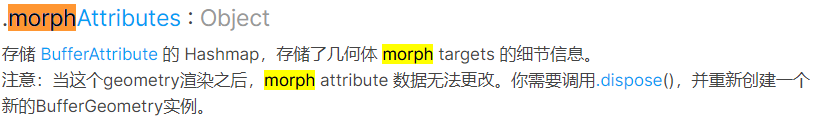 .morphAttributes : Object
存储 BufferAttribute 的 Hashmap，存储了几何体 morph targets 的细节信息。
注意：当这个geometry渲染之后，morph attribute 数据无法更改。你需要调用.dispose()，并重新创建一个
新的BufferGeometry实例。